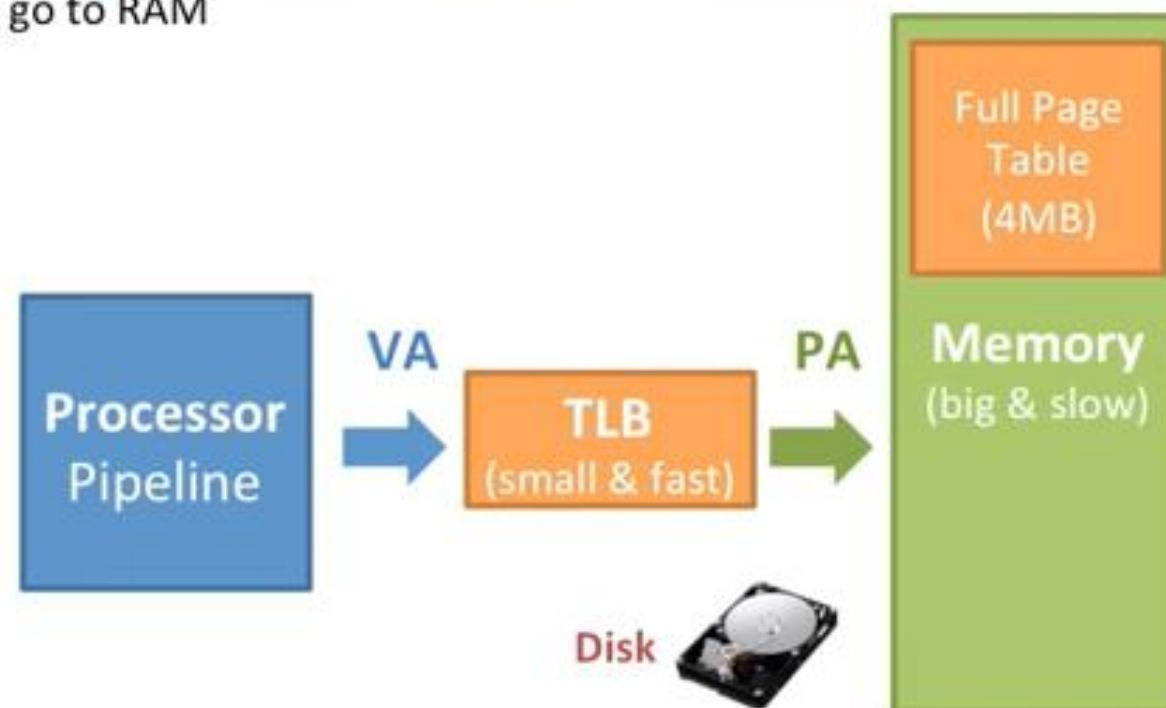 go to RAM
Full Page
Table
(4MB)
VA
PA
Memory
(big & slow)
Processor
Pipeline
TLB
(small & fast)
Disk